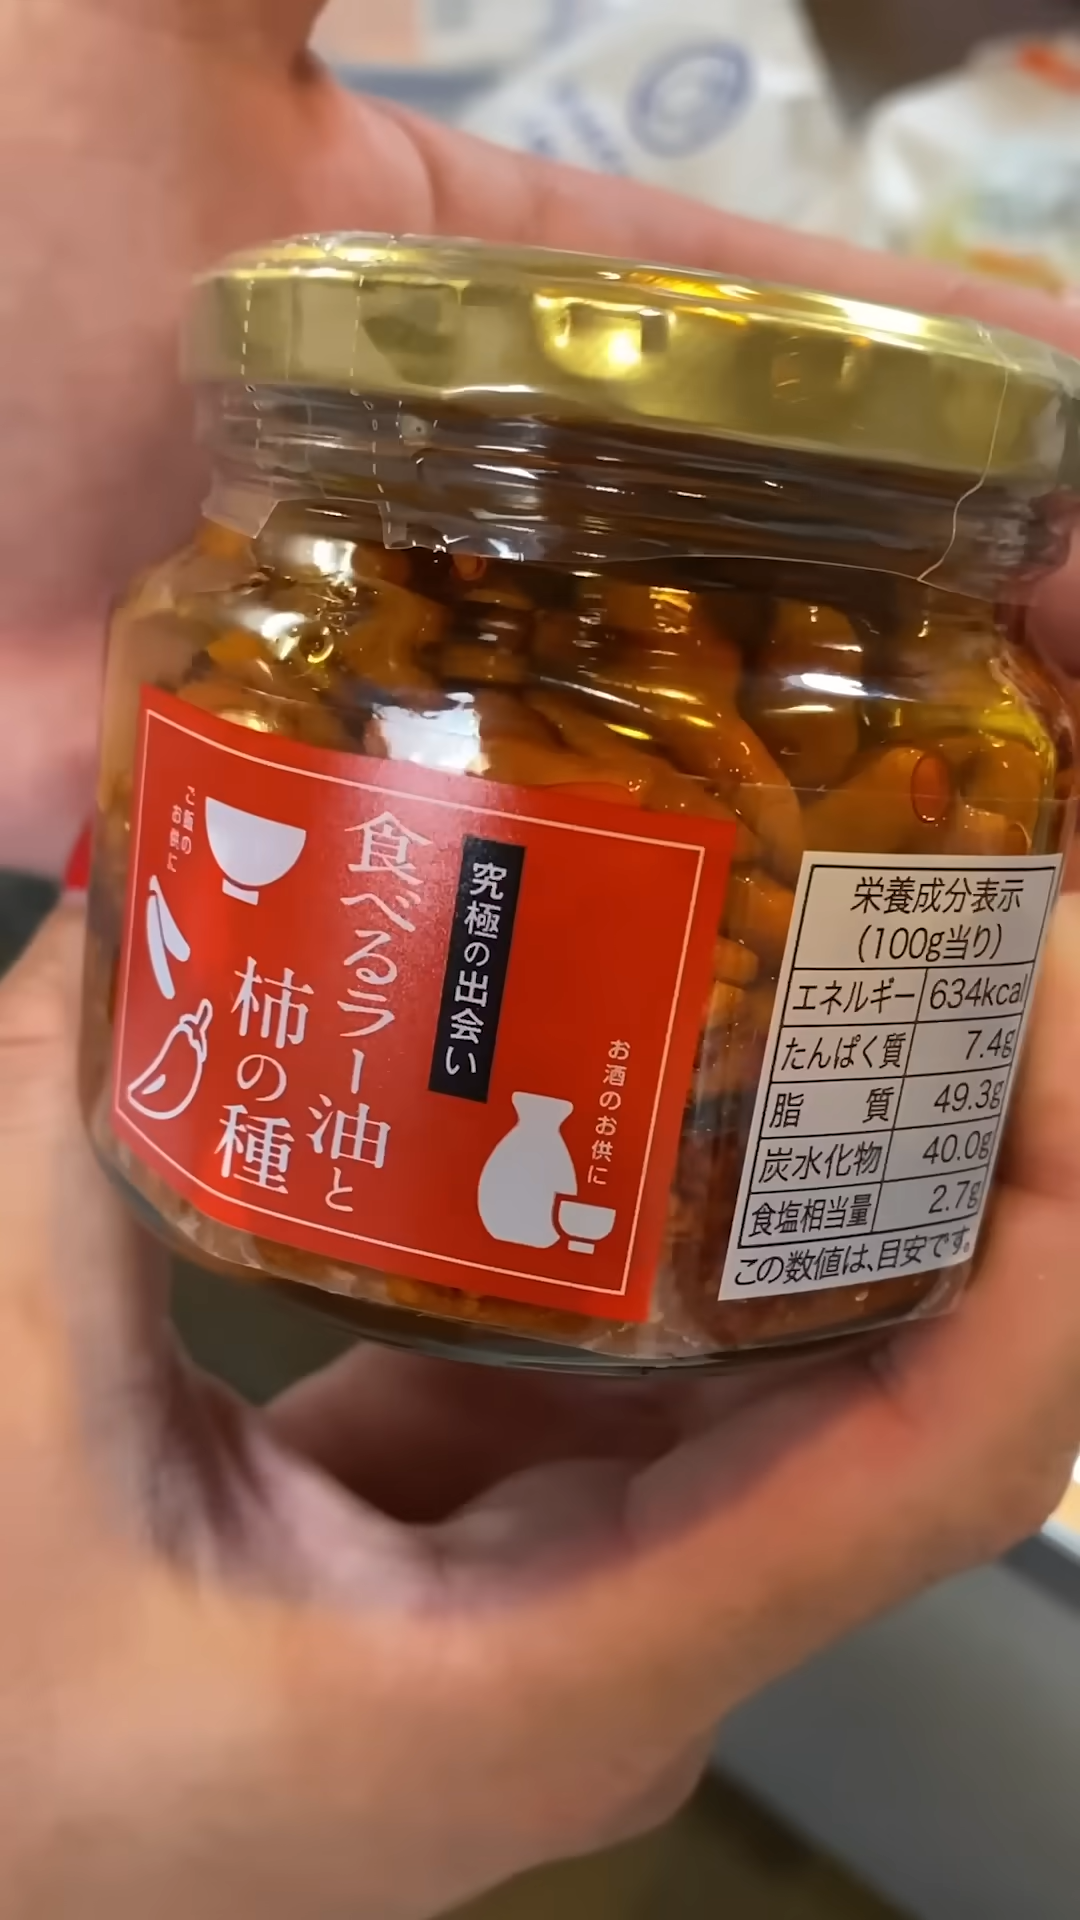 究極の出会い
食べるラー油と
柿の種
ご飯の
お供に
お酒のお供に
栄養成分表示
(100g当り)
エネルギー 634kcal
たんぱく質 7.4g
脂　質 49.3g
炭水化物 40.0g
食塩相当量 2.7g
この数値は、目安です。